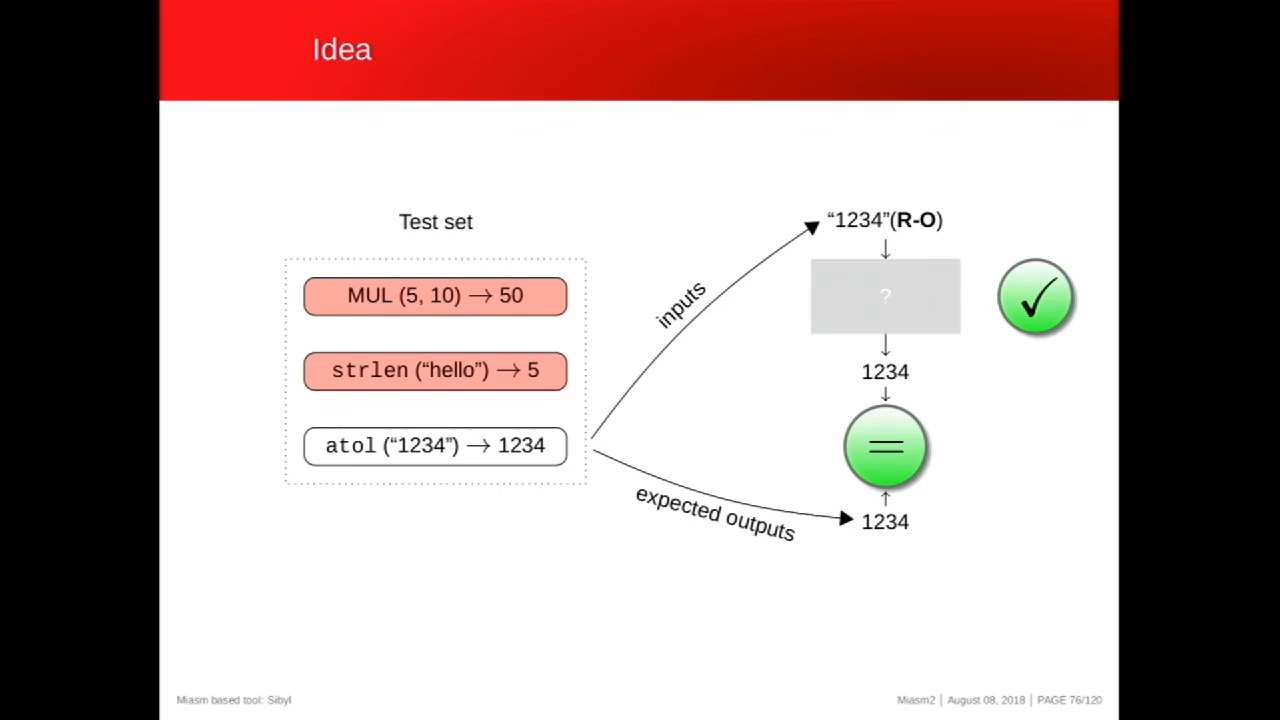 Idea
Test set
MUL (5, 10) → 50
strlen (“hello”) → 5
atol (“1234”) → 1234
inputs
expected outputs
“1234”(R-O)
?
1234
=
1234
Miasm based tool: Sibyl
Miasm2 | August 08, 2018 | PAGE 76/120